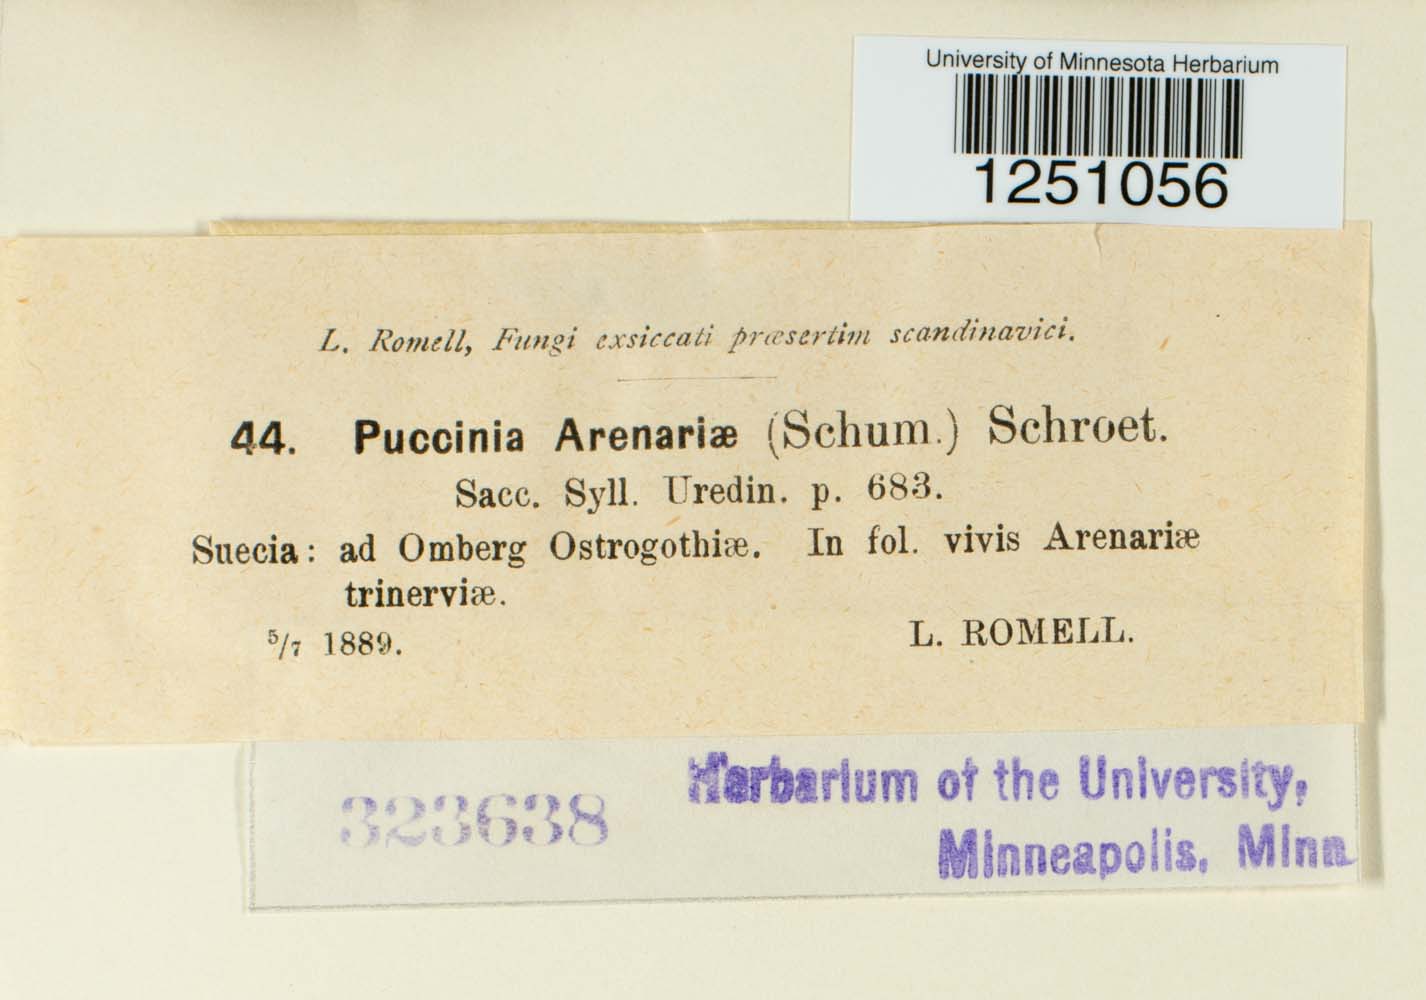 University of Minnesota Herbarium
1251056
L. Romell, Fungi exsiccati præsertim scandinavici.
44. Puccinia Arenariæ (Schum.) Schroet.
Sacc. Syll. Uredin. p. 683.
Suecia: ad Omberg Ostrogothiæ. In fol. vivis Arenariæ
trinerviæ.
5/7 1889.
L. ROMELL.
323638
Herbarium of the University,
Minneapolis, Minn